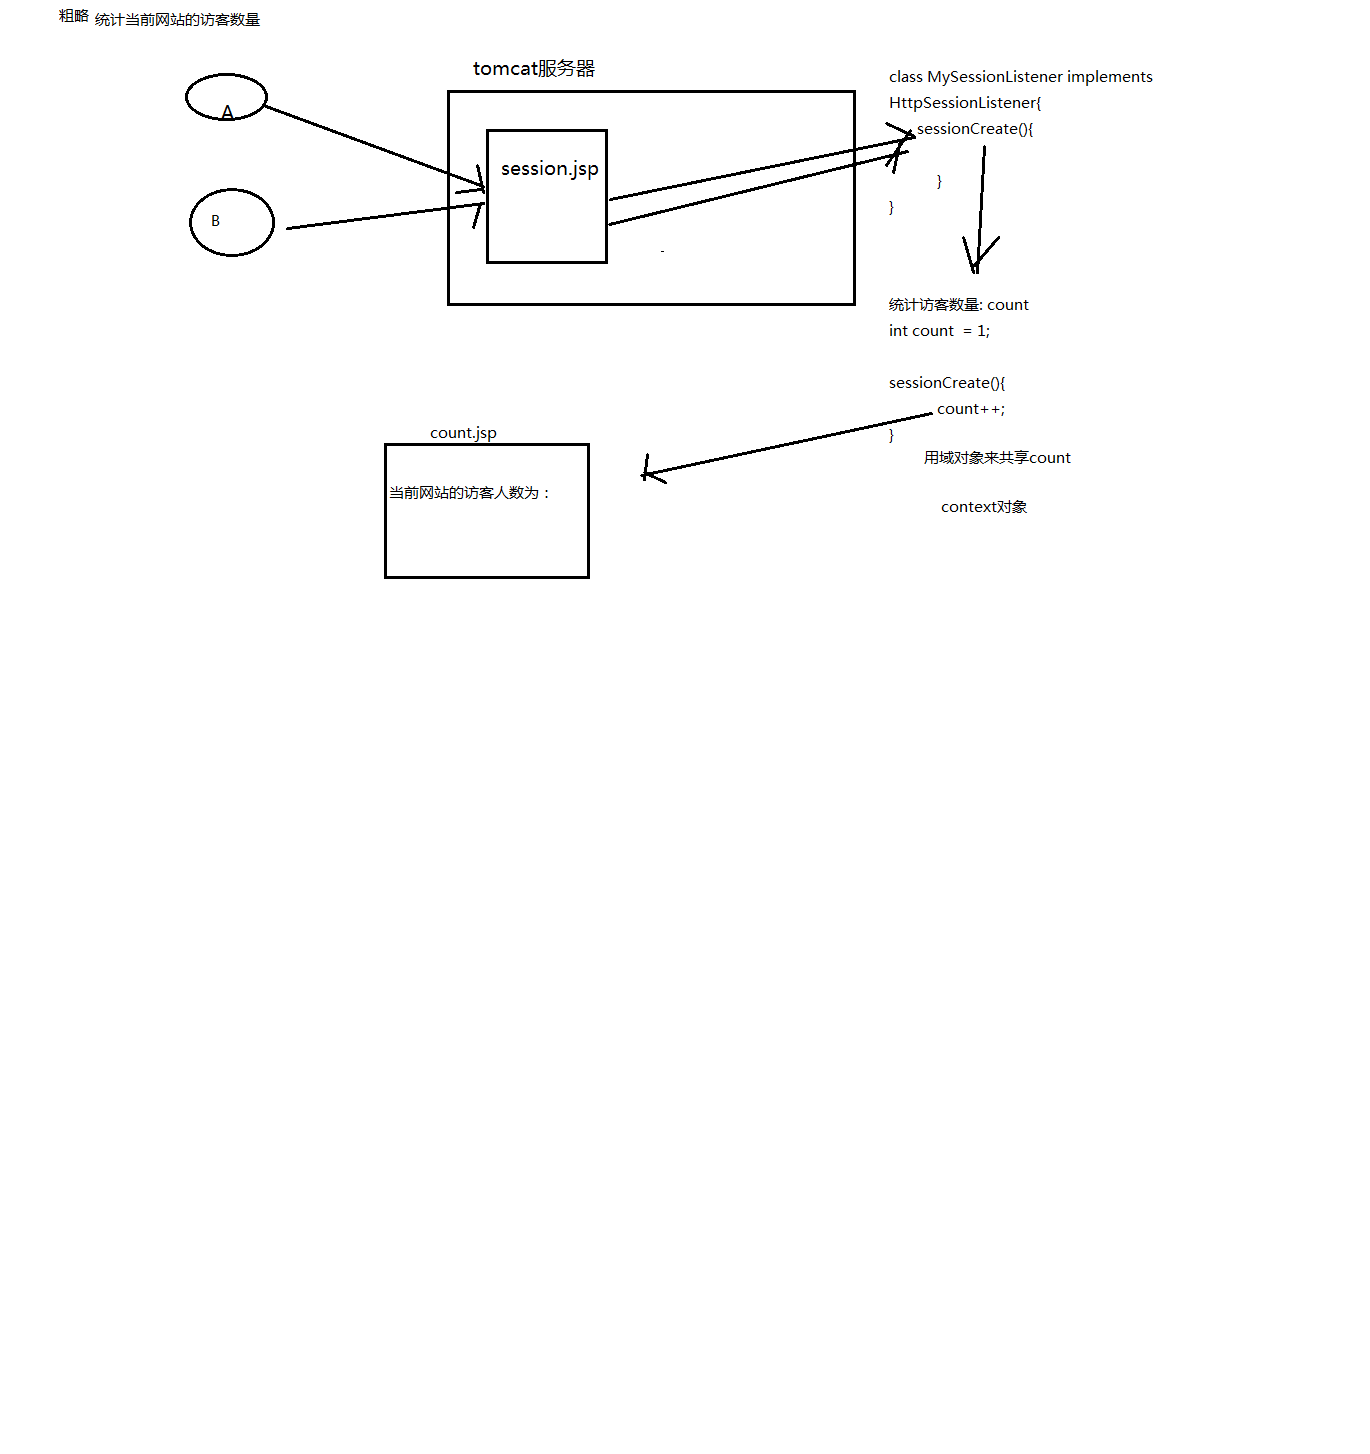 粗略 统计当前网站的访客数量
tomcat服务器
A
B
session.jsp
class MySessionListener implements
HttpSessionListener{
sessionCreate(){
}
}
统计访客数量: count
int count  = 1;
sessionCreate(){
count++;
}
用域对象来共享count
context对象
count.jsp
当前网站的访客人数为：